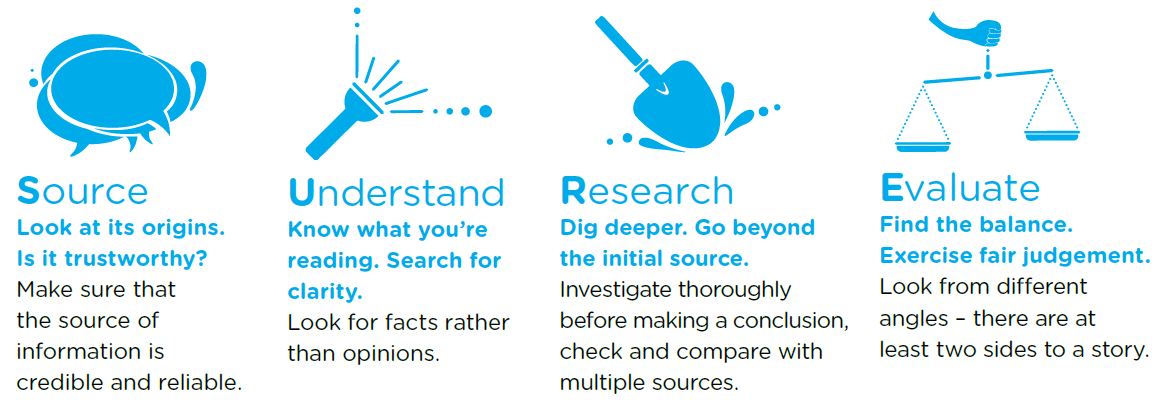 Source
Look at its origins.
Is it trustworthy?
Make sure that
the source of
information is
credible and reliable.
Understand
Know what you're
reading. Search for
clarity.
Look for facts rather
than opinions.
Research
Dig deeper. Go beyond
the initial source.
Investigate thoroughly
before making a conclusion,
check and compare with
multiple sources.
Evaluate
Find the balance.
Exercise fair judgement.
Look from different
angles – there are at
least two sides to a story.